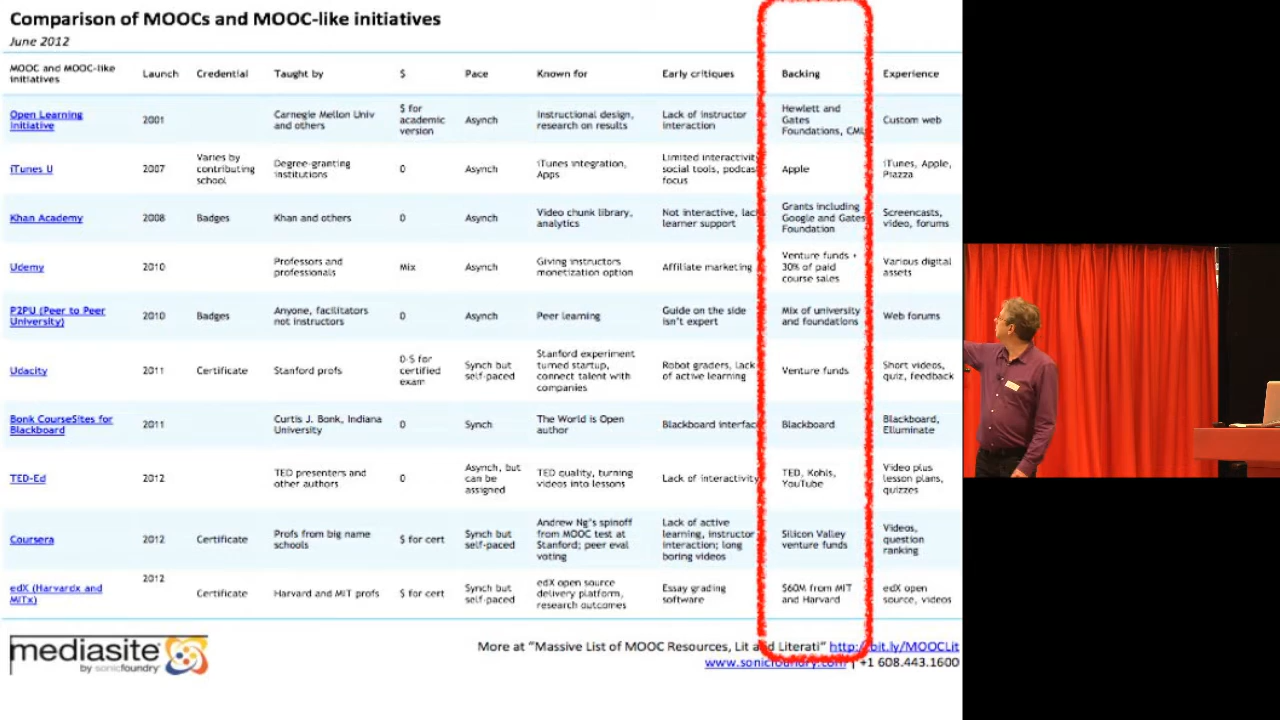 Comparison of MOOCs and MOOC-like initiatives
June 2012
MOOC and MOOC-like initiatives Launch Credential Taught by $ Pace Known for Early critiques Backing Experience
Open Learning Initiative 2001 Carnegie Mellon Univ and others $ for academic version Asynch Instructional design, research on results Lack of instructor interaction Hewlett and Gates Foundations, CMU Custom web
iTunes U 2007 Varies by contributing school Degree-granting institutions 0 Asynch iTunes integration, Apps Limited interactivity social tools, podcast focus Apple iTunes, Apple, Piazza
Khan Academy 2008 Badges Khan and others 0 Asynch Video chunk library, analytics Not interactive, lack learner support Grants including Google and Gates Foundation Screencasts, video, forums
Udemy 2010 Professors and professionals Mix Asynch Giving instructors monetization option Affiliate marketing Venture funds + 30% of paid course sales Various digital assets
P2PU (Peer to Peer University) 2010 Badges Anyone, facilitators not instructors 0 Asynch Peer learning Guide on the side isn't expert Mix of university and foundations Web forums
Udacity 2011 Certificate Stanford profs 0-$ for certified exam Synch but self-paced Stanford experiment turned startup, connect talent with companies Robot graders, lack of active learning Venture funds Short videos, quiz, feedback
Bonk CourseSites for Blackboard 2011 Curtis J. Bonk, Indiana University 0 Synch The World is Open author Blackboard interface Blackboard Blackboard, Elluminate
TED-Ed 2012 TED presenters and other authors 0 Asynch, but can be assigned TED quality, turning videos into lessons Lack of interactivity TED, Kohls, YouTube Video plus lesson plans, quizzes
Coursera 2012 Certificate Profs from big name schools $ for cert Synch but self-paced Andrew Ng's spinoff from MOOC test at Stanford; peer eval voting Lack of active learning, instructor interaction; long boring videos Silicon Valley venture funds Videos, question ranking
edX (Harvardx and MITx) 2012 Certificate Harvard and MIT profs $ for cert Synch but self-paced edX open source delivery platform, research outcomes Essay grading software $60M from MIT and Harvard edX open source, videos
mediasite
by sonicfoundry
More at "Massive List of MOOC Resources, Lit and Literati" http://bit.ly/MOOCLit
www.sonicfoundry.com | +1 608.443.1600